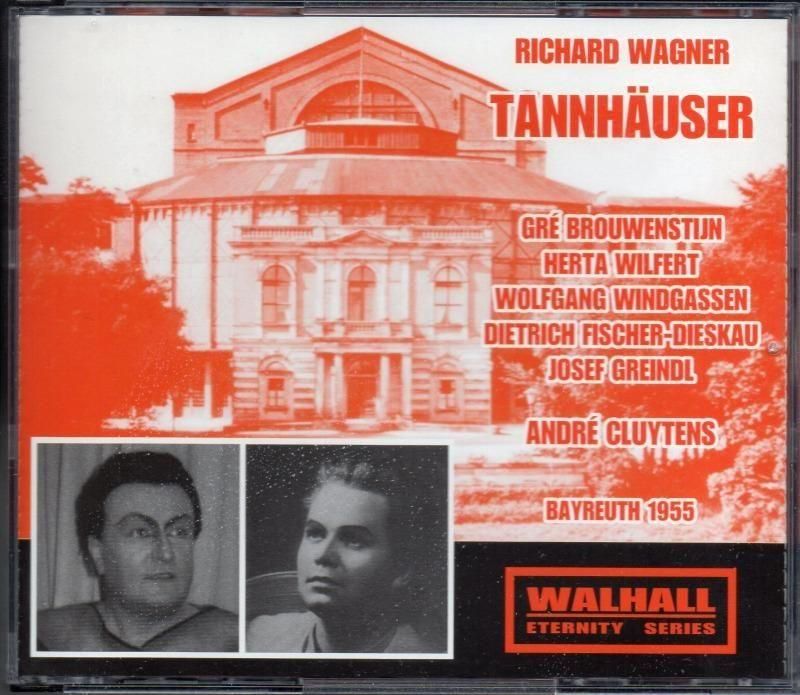 RICHARD WAGNER
TANNHÄUSER
GRÉ BROUWENSTIJN
HERTA WILFERT
WOLFGANG WINDGASSEN
DIETRICH FISCHER-DIESKAU
JOSEF GREINDL
ANDRÉ CLUYTENS
BAYREUTH 1955
WALHALL
ETERNITY SERIES